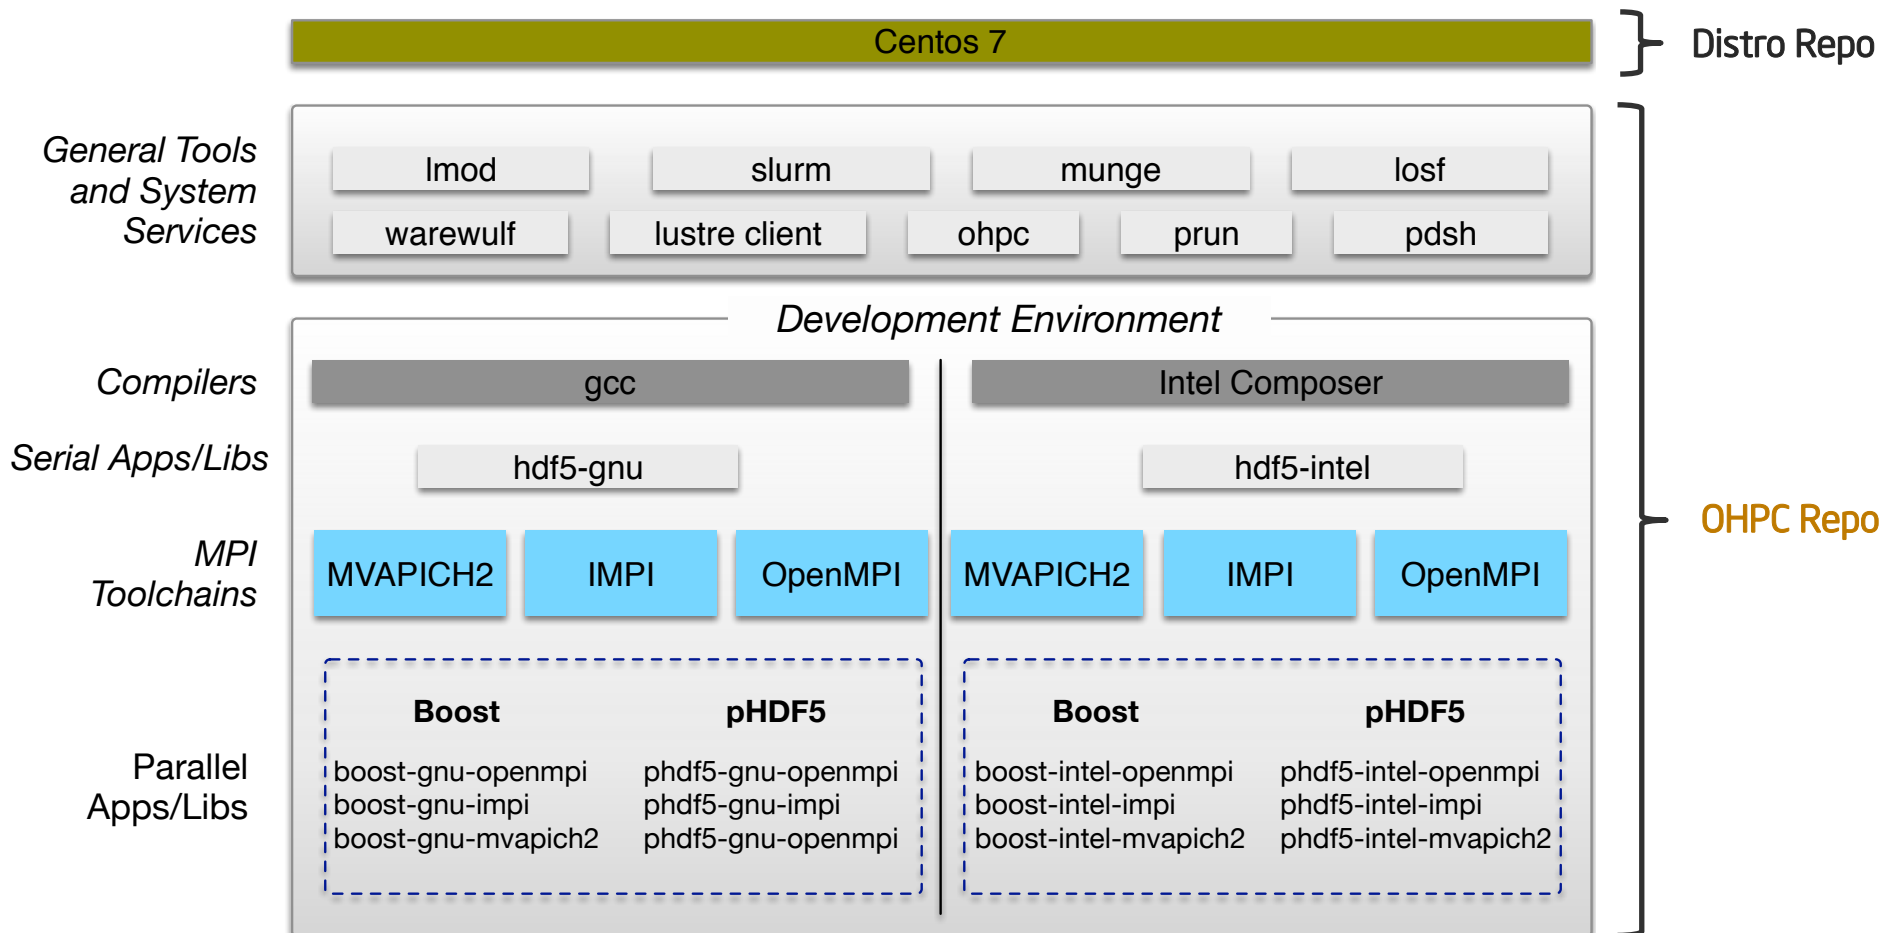 Centos 7
Distro Repo
General Tools
and System
Services
lmod
slurm
munge
losf
warewulf
lustre client
ohpc
prun
pdsh
Development Environment
Compilers
gcc
Intel Composer
Serial Apps/Libs
hdf5-gnu
hdf5-intel
OHPC Repo
MPI
Toolchains
MVAPICH2
IMPI
OpenMPI
MVAPICH2
IMPI
OpenMPI
Parallel
Apps/Libs
Boost
boost-gnu-openmpi
boost-gnu-impi
boost-gnu-mvapich2
pHDF5
phdf5-gnu-openmpi
phdf5-gnu-impi
phdf5-gnu-openmpi
Boost
boost-intel-openmpi
boost-intel-impi
boost-intel-mvapich2
pHDF5
phdf5-intel-openmpi
phdf5-intel-impi
phdf5-intel-mvapich2